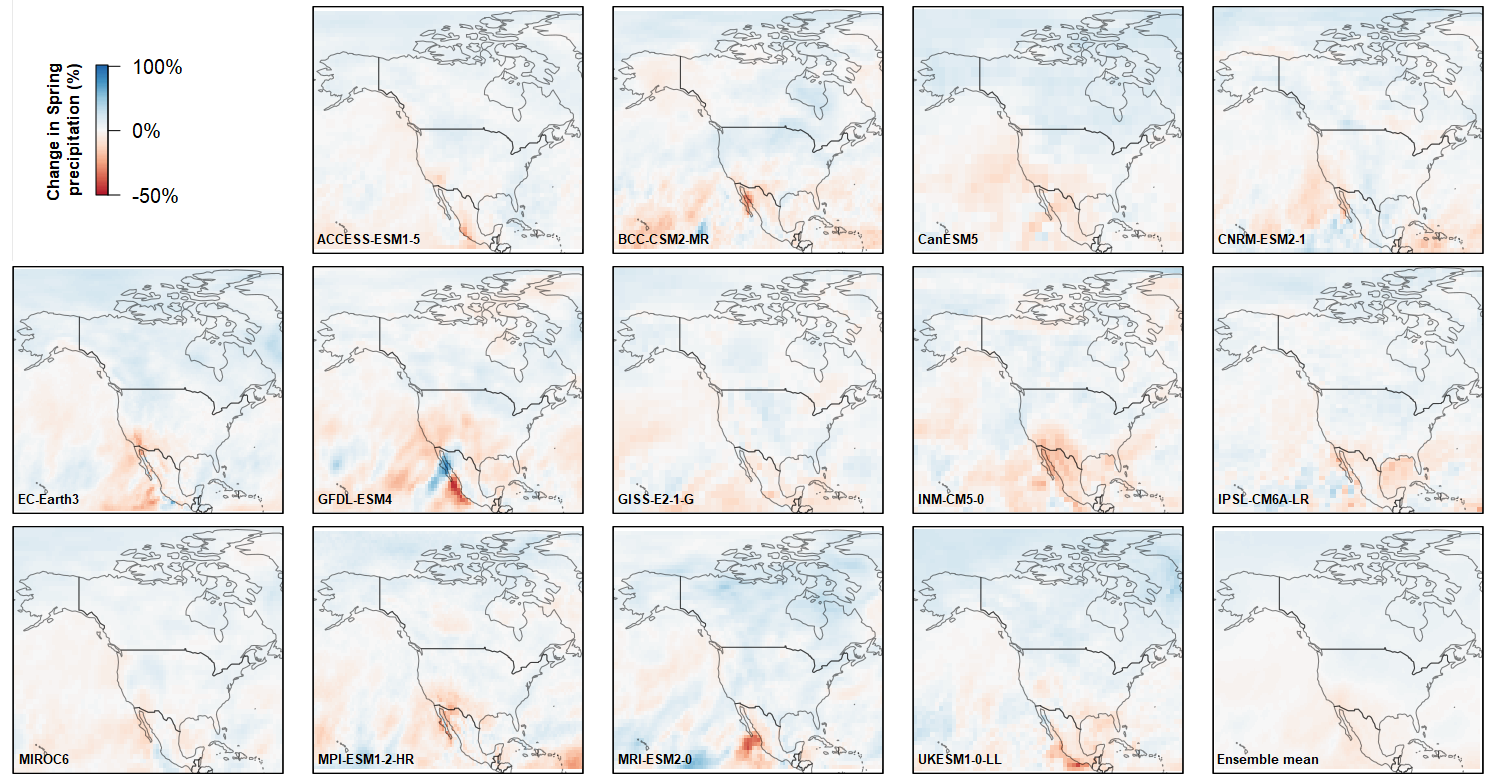 Change in Spring
precipitation (%)
100%
0%
-50%
ACCESS-ESM1-5
BCC-CSM2-MR
CanESM5
CNRM-ESM2-1
EC-Earth3
GFDL-ESM4
GISS-E2-1-G
INM-CM5-0
IPSL-CM6A-LR
MIROC6
MPI-ESM1-2-HR
MRI-ESM2-0
UKESM1-0-LL
Ensemble mean